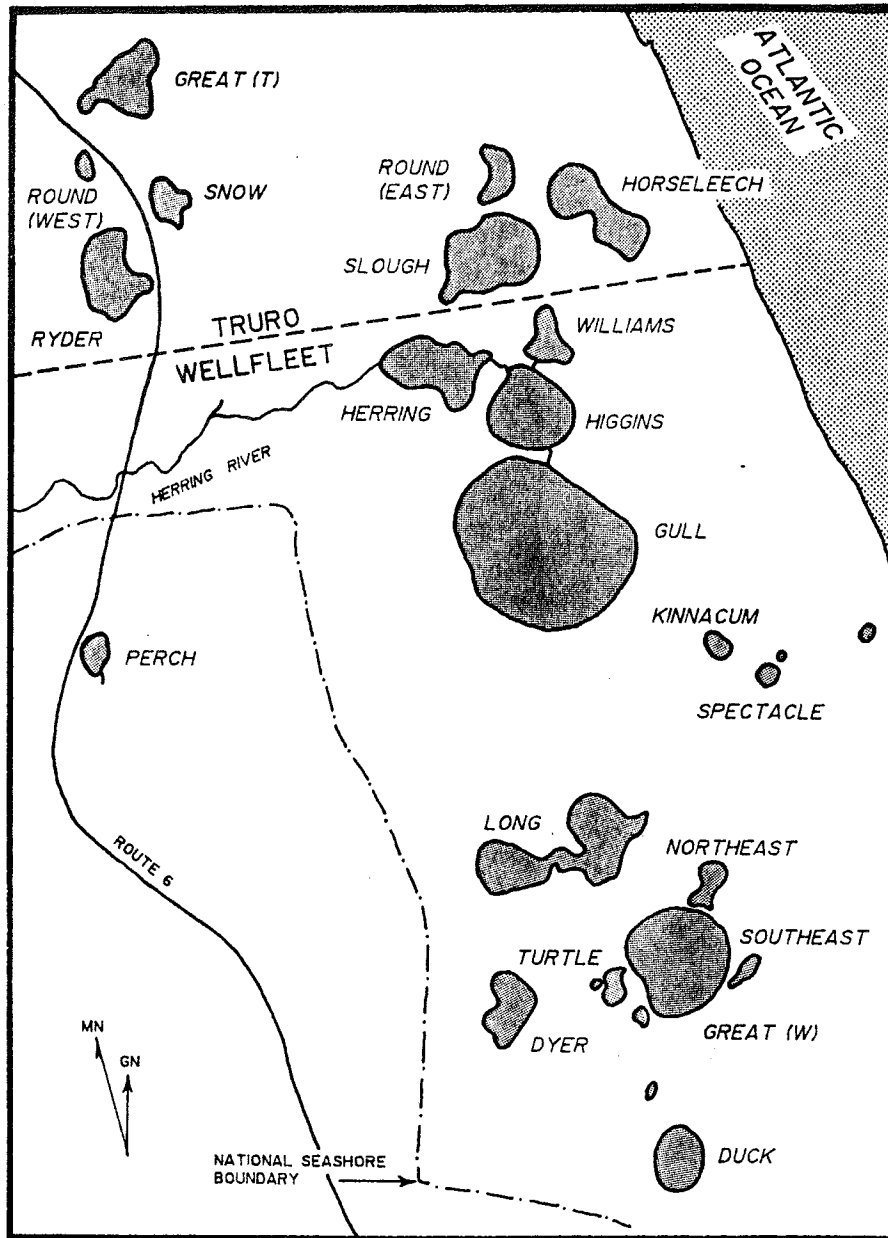 GREAT (T)
ATLANTIC
OCEAN
ROUND
(EAST)
HORSELEECH
ROUND
(WEST)
SNOW
SLOUGH
RYDER
TRURO
WELLFLEET
WILLIAMS
HERRING
HIGGINS
HERRING RIVER
GULL
KINNACUM
PERCH
SPECTACLE
LONG
NORTHEAST
ROUTE 6
SOUTHEAST
TURTLE
GREAT (W)
DYER
MN
GN
DUCK
NATIONAL SEASHORE
BOUNDARY